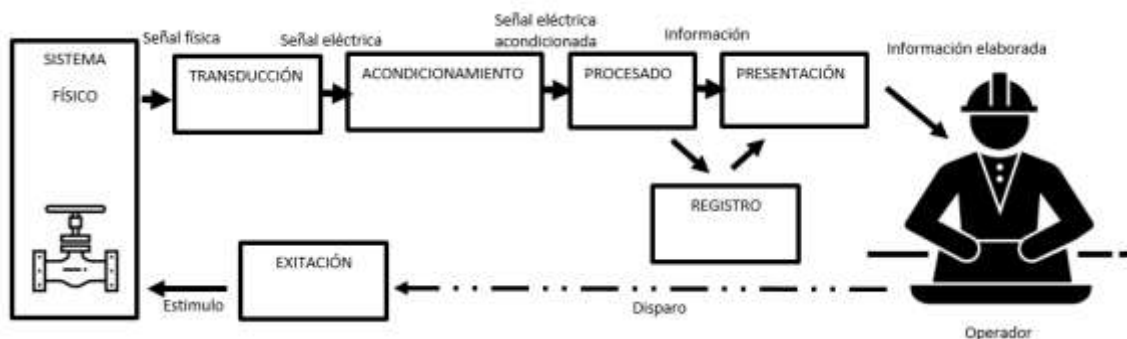 SISTEMA
FÍSICO
Señal física
TRANSDUCCIÓN
Señal eléctrica
ACONDICIONAMIENTO
Señal eléctrica
acondicionada
PROCESADO
Información
PRESENTACIÓN
Información elaborada
REGISTRO
EXITACIÓN
Estimulo
Disparo
Operador